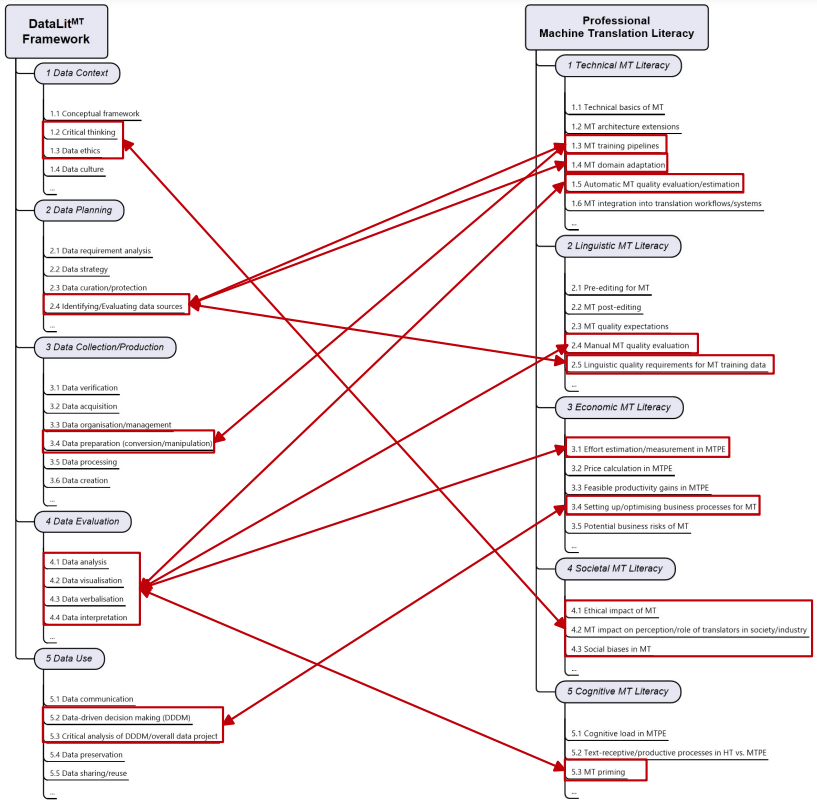 DataLitMT
Framework
1 Data Context
1.1 Conceptual framework
1.2 Critical thinking
1.3 Data ethics
1.4 Data culture
...
2 Data Planning
2.1 Data requirement analysis
2.2 Data strategy
2.3 Data curation/protection
2.4 Identifying/Evaluating data sources
...
3 Data Collection/Production
3.1 Data verification
3.2 Data acquisition
3.3 Data organisation/management
3.4 Data preparation (conversion/manipulation)
3.5 Data processing
3.6 Data creation
...
4 Data Evaluation
4.1 Data analysis
4.2 Data visualisation
4.3 Data verbalisation
4.4 Data interpretation
...
5 Data Use
5.1 Data communication
5.2 Data-driven decision making (DDDM)
5.3 Critical analysis of DDDM/overall data project
5.4 Data preservation
5.5 Data sharing/reuse
...
Professional
Machine Translation Literacy
1 Technical MT Literacy
1.1 Technical basics of MT
1.2 MT architecture extensions
1.3 MT training pipelines
1.4 MT domain adaptation
1.5 Automatic MT quality evaluation/estimation
1.6 MT integration into translation workflows/systems
...
2 Linguistic MT Literacy
2.1 Pre-editing for MT
2.2 MT post-editing
2.3 MT quality expectations
2.4 Manual MT quality evaluation
2.5 Linguistic quality requirements for MT training data
...
3 Economic MT Literacy
3.1 Effort estimation/measurement in MTPE
3.2 Price calculation in MTPE
3.3 Feasible productivity gains in MTPE
3.4 Setting up/optimising business processes for MT
3.5 Potential business risks of MT
...
4 Societal MT Literacy
4.1 Ethical impact of MT
4.2 MT impact on perception/role of translators in society/industry
4.3 Social biases in MT
...
5 Cognitive MT Literacy
5.1 Cognitive load in MTPE
5.2 Text-receptive/productive processes in HT vs. MTPE
5.3 MT priming
...